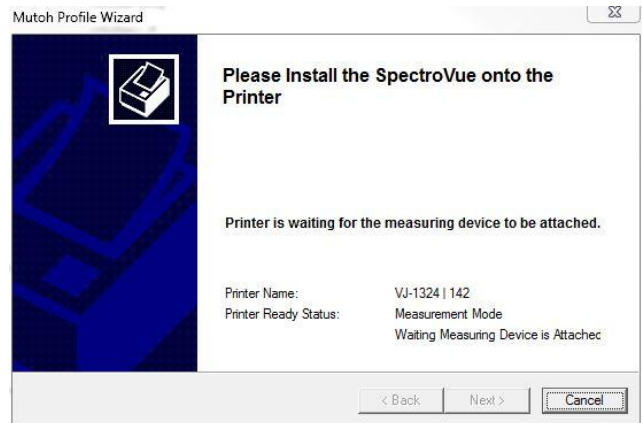 Mutoh Profile Wizard
Please Install the SpectroVue onto the
Printer
Printer is waiting for the measuring device to be attached.
Printer Name: VJ-1324 | 142
Printer Ready Status: Measurement Mode
Waiting Measuring Device is Attached
< Back Next > Cancel